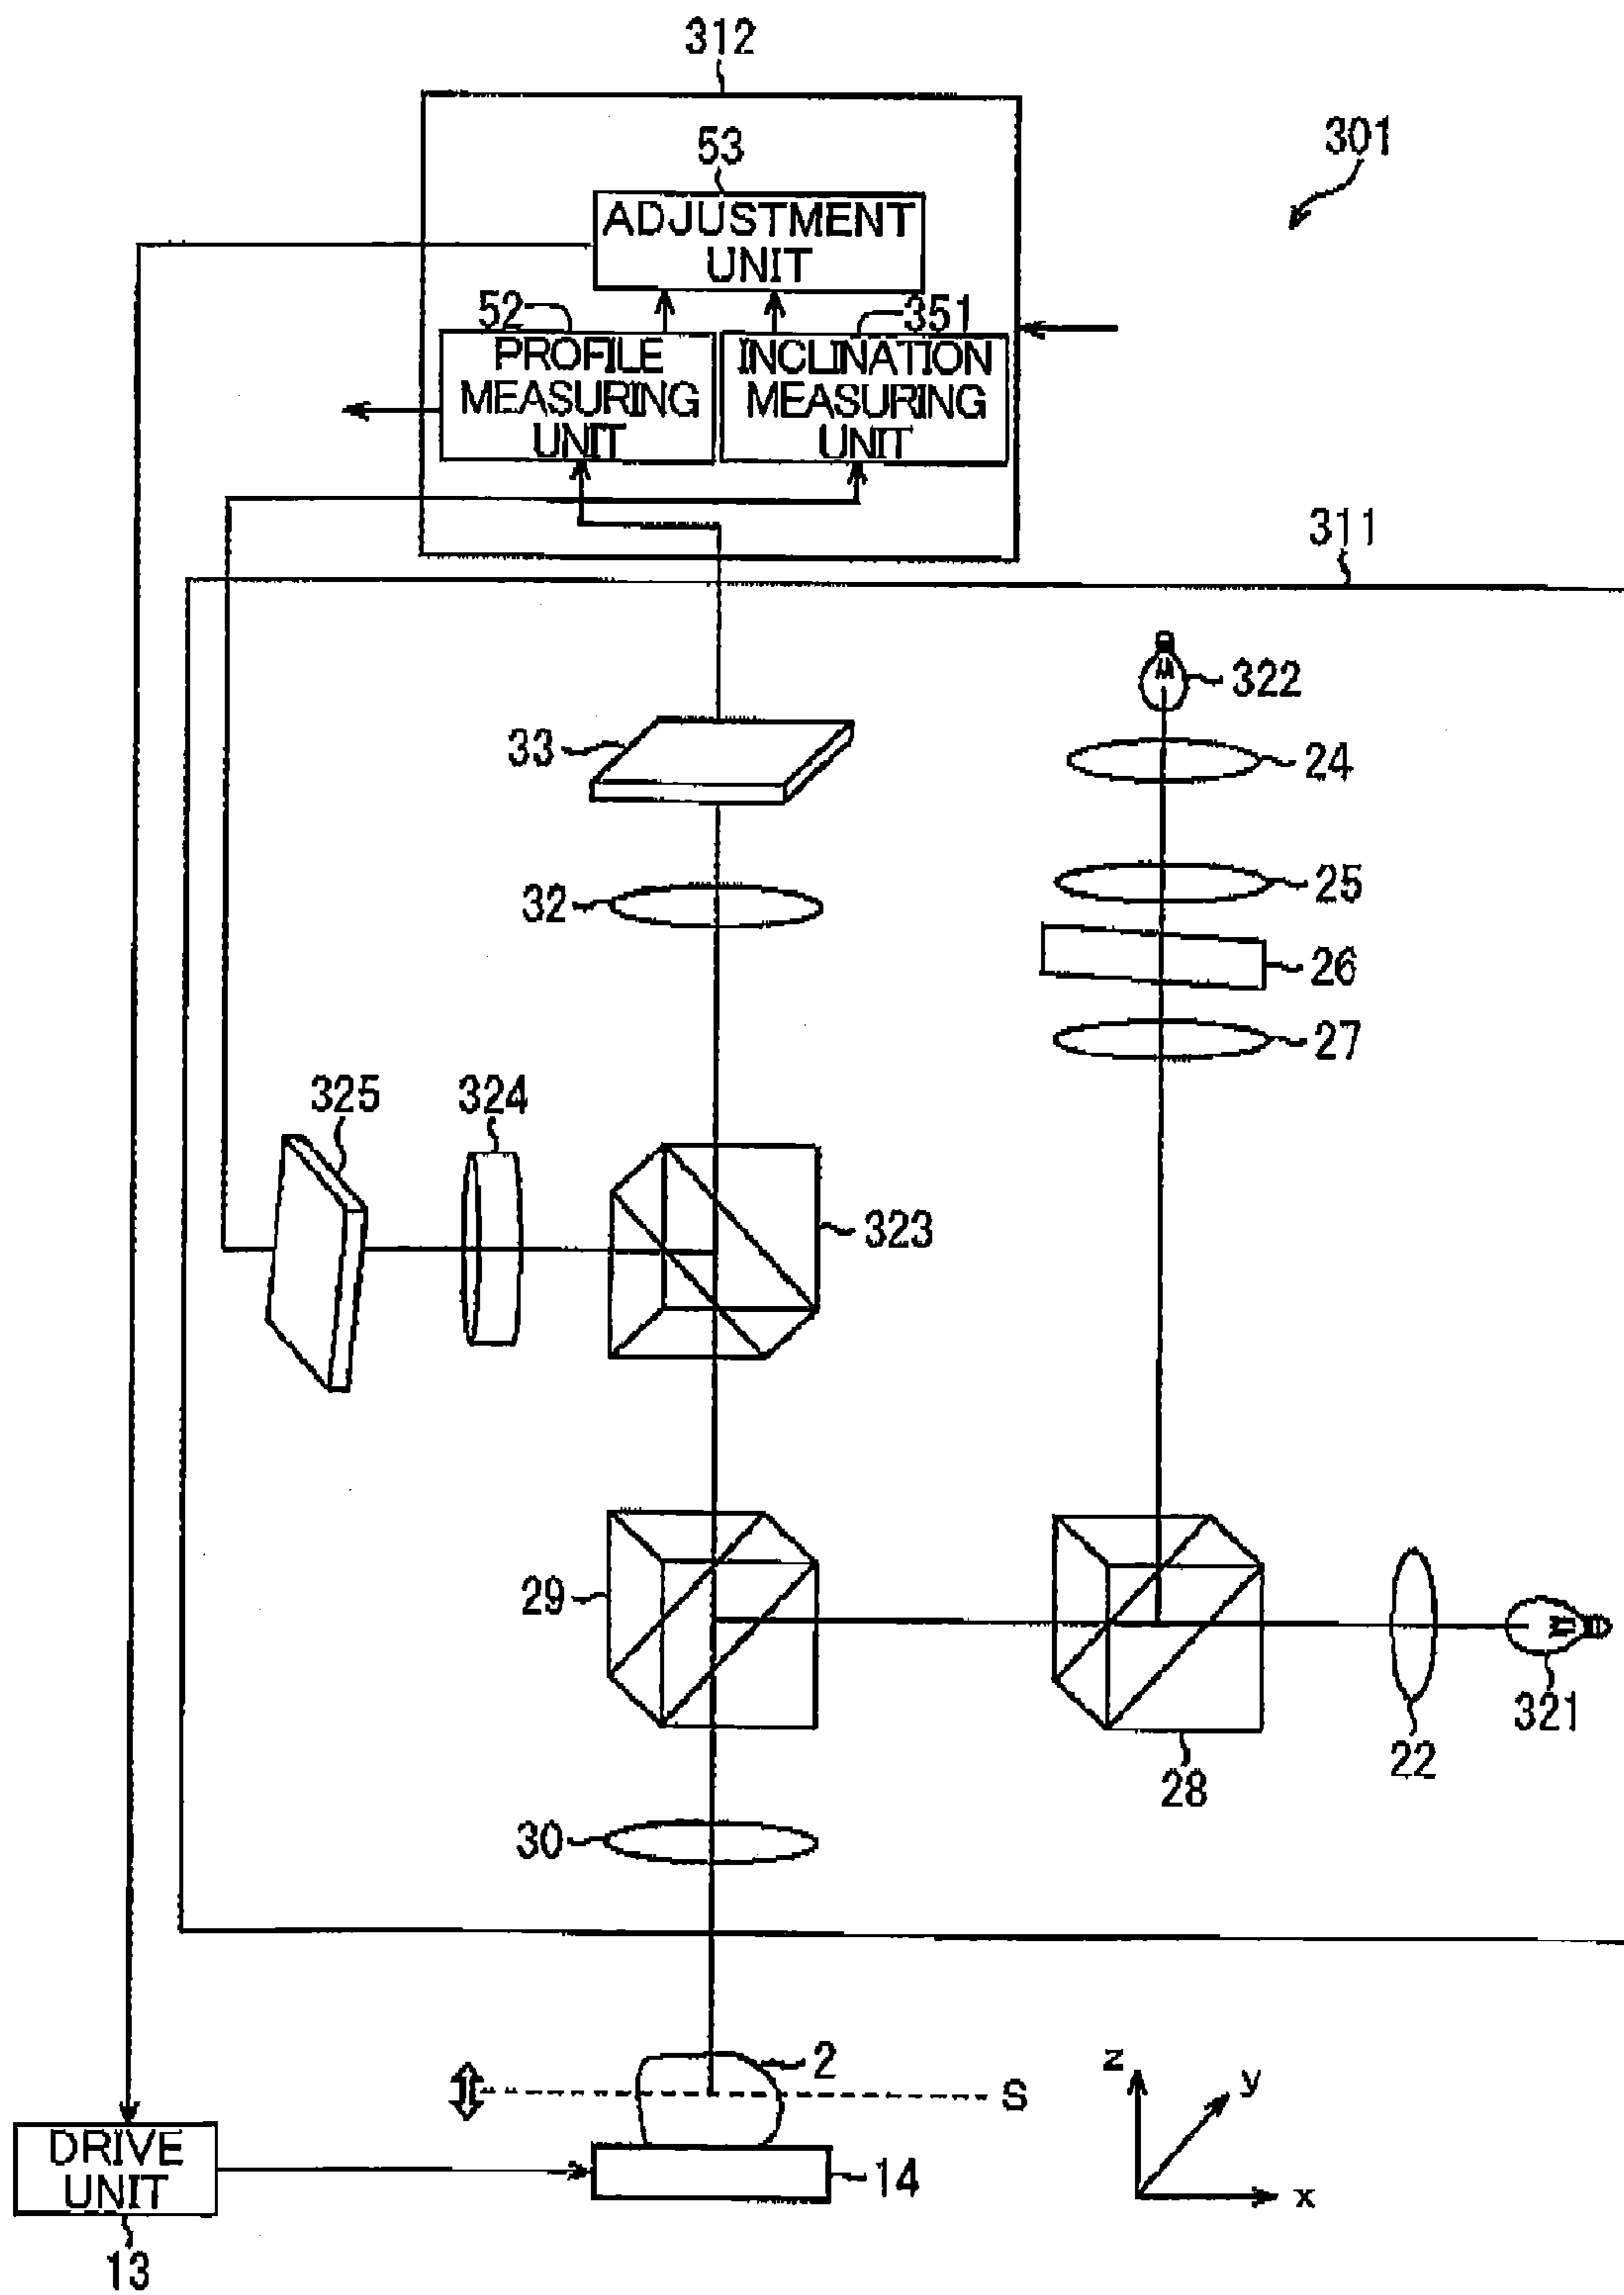 312
301
53
ADJUSTMENT
UNIT
52
351
PROFILE
MEASURING
UNIT
INCLINATION
MEASURING
UNIT
311
322
33
24
32
25
26
27
325
324
323
29
321
22
28
30
2
S
z
y
x
DRIVE
UNIT
14
13